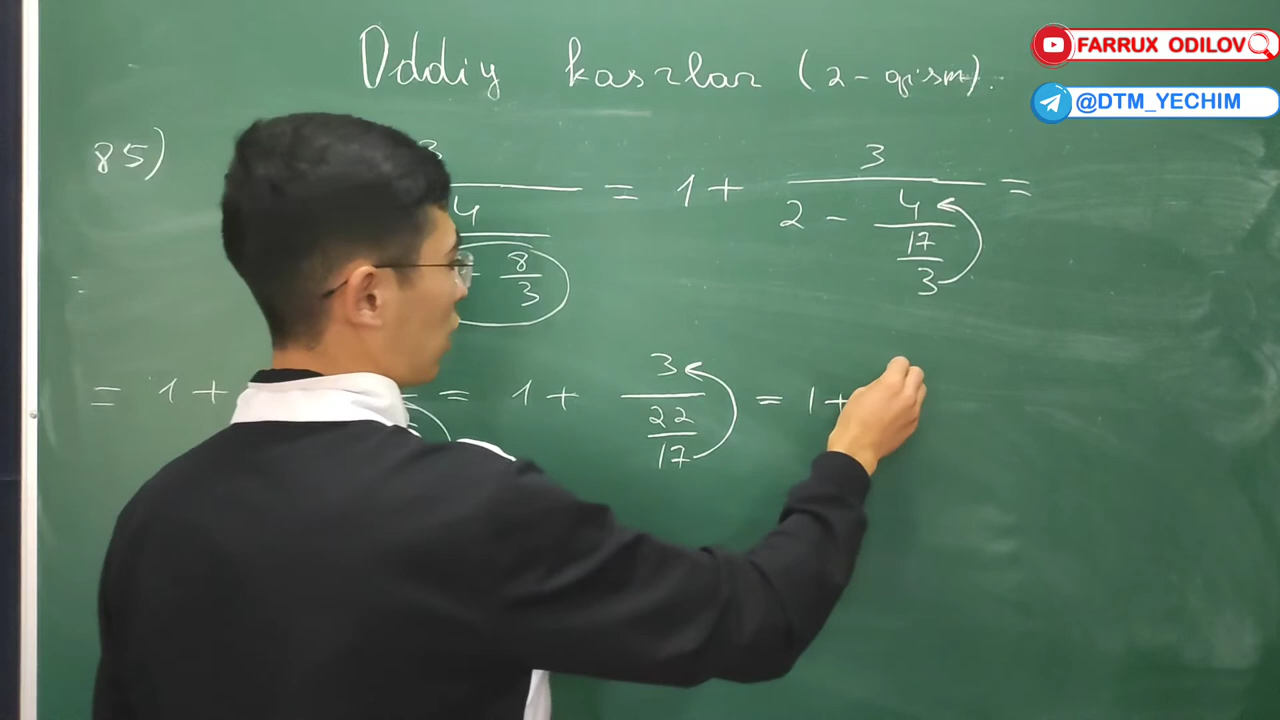 FARRUX ODILOV
@DTM_YECHIM
Oddiy kasrlar (2-qism).
85) 3/4 - 8/3 = 1 + 3/(2 - 4/(17/3)) =
= 1 + = 1 + 3/(22/17) = 1 +